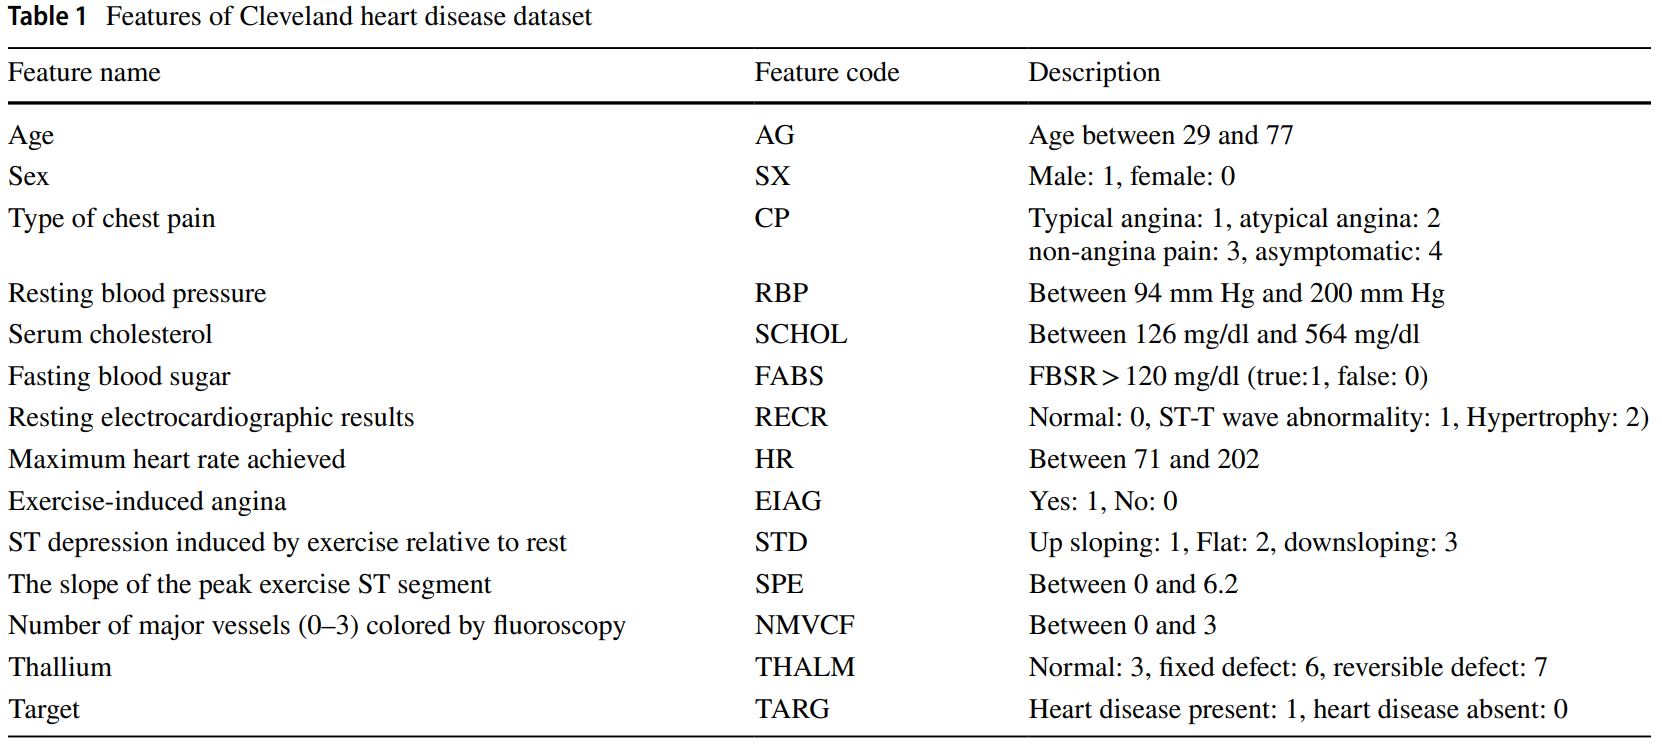 Table 1 Features of Cleveland heart disease dataset
Feature name Feature code Description
Age AG Age between 29 and 77
Sex SX Male: 1, female: 0
Type of chest pain CP Typical angina: 1, atypical angina: 2
non-angina pain: 3, asymptomatic: 4
Resting blood pressure RBP Between 94 mm Hg and 200 mm Hg
Serum cholesterol SCHOL Between 126 mg/dl and 564 mg/dl
Fasting blood sugar FABS FBSR > 120 mg/dl (true:1, false: 0)
Resting electrocardiographic results RECR Normal: 0, ST-T wave abnormality: 1, Hypertrophy: 2)
Maximum heart rate achieved HR Between 71 and 202
Exercise-induced angina EIAG Yes: 1, No: 0
ST depression induced by exercise relative to rest STD Up sloping: 1, Flat: 2, downsloping: 3
The slope of the peak exercise ST segment SPE Between 0 and 6.2
Number of major vessels (0–3) colored by fluoroscopy NMVCF Between 0 and 3
Thallium THALM Normal: 3, fixed defect: 6, reversible defect: 7
Target TARG Heart disease present: 1, heart disease absent: 0